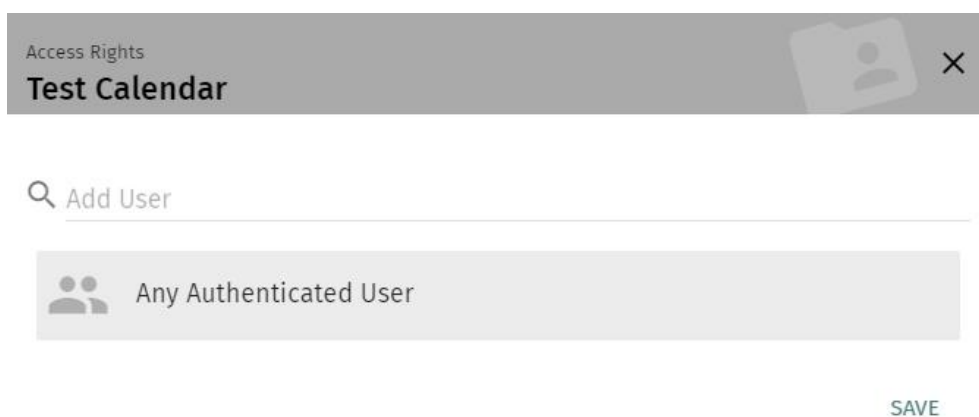 Access Rights
Test Calendar
Add User
Any Authenticated User
SAVE